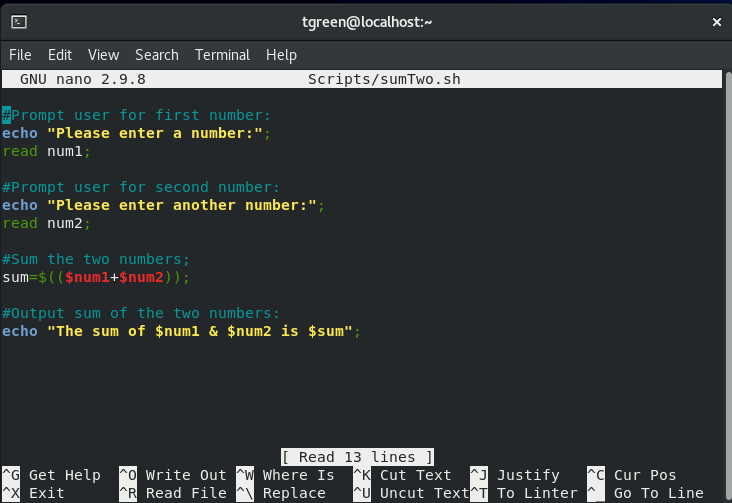 tgreen@localhost:~ ×
File Edit View Search Terminal Help
GNU nano 2.9.8 Scripts/sumTwo.sh
#Prompt user for first number:
echo "Please enter a number:";
read num1;
#Prompt user for second number:
echo "Please enter another number:";
read num2;
#Sum the two numbers;
sum=$(($num1+$num2));
#Output sum of the two numbers:
echo "The sum of $num1 & $num2 is $sum";
[ Read 13 lines ]
^G Get Help ^O Write Out ^W Where Is ^K Cut Text ^J Justify ^C Cur Pos
^X Exit ^R Read File ^\ Replace ^U Uncut Text ^T To Linter ^_ Go To Line